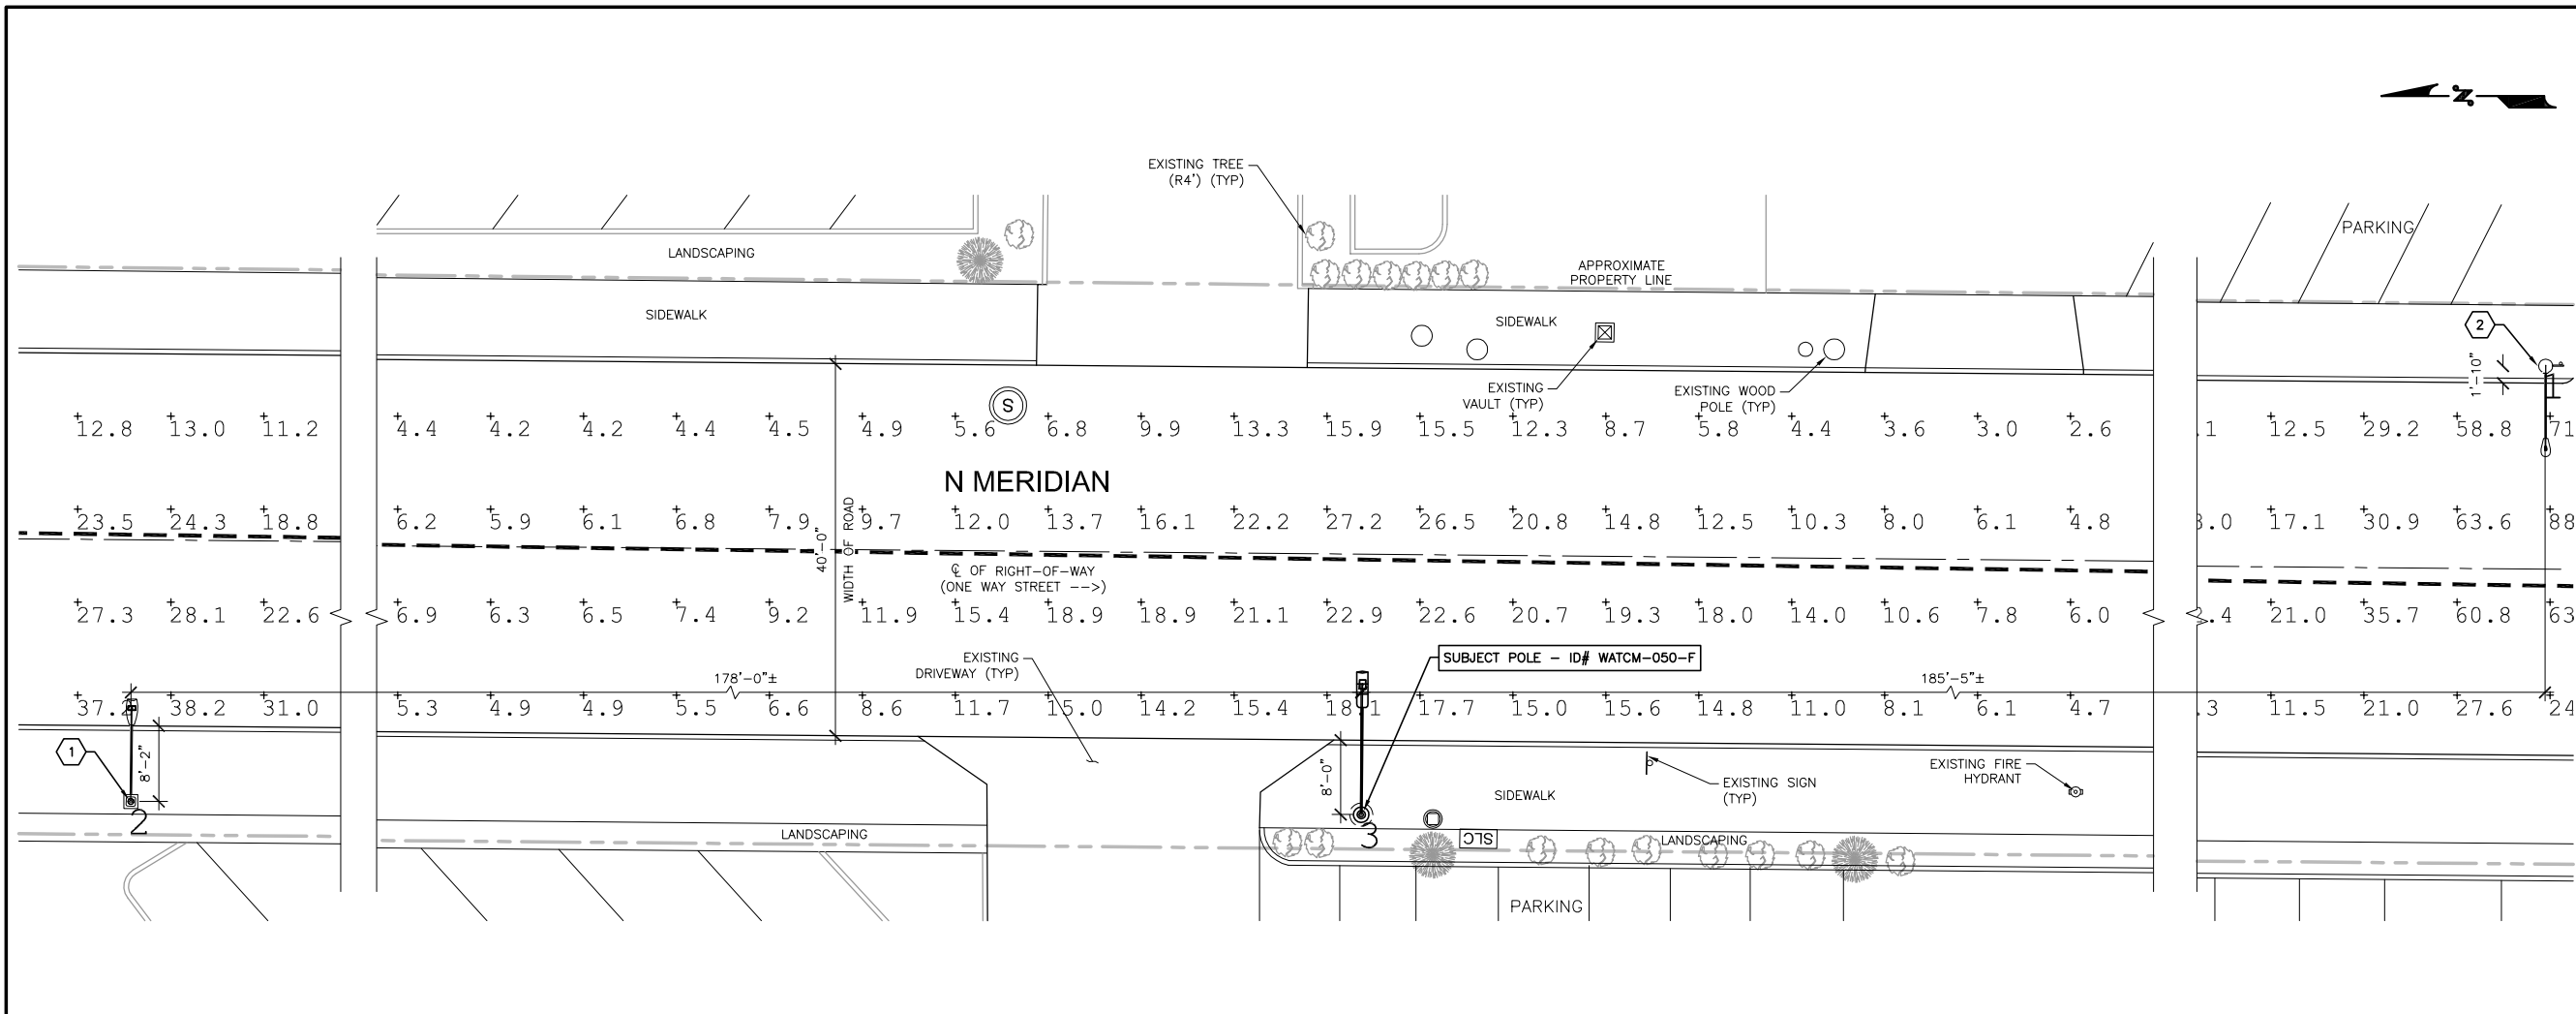 N
EXISTING TREE
(R4') (TYP)
PARKING
LANDSCAPING
APPROXIMATE
PROPERTY LINE
SIDEWALK
SIDEWALK
2
1'-10"
1
EXISTING
VAULT (TYP)
EXISTING WOOD
POLE (TYP)
S
12.8 13.0 11.2 4.4 4.2 4.2 4.4 4.5 4.9 5.6 6.8 9.9 13.3 15.9 15.5 12.3 8.7 5.8 4.4 3.6 3.0 2.6 .1 12.5 29.2 58.8 71
N MERIDIAN
23.5 24.3 18.8 6.2 5.9 6.1 6.8 7.9 9.7 12.0 13.7 16.1 22.2 27.2 26.5 20.8 14.8 12.5 10.3 8.0 6.1 4.8 .0 17.1 30.9 63.6 88
40'-0"
WIDTH OF ROAD
℄ OF RIGHT-OF-WAY
(ONE WAY STREET -->)
27.3 28.1 22.6 6.9 6.3 6.5 7.4 9.2 11.9 15.4 18.9 18.9 21.1 22.9 22.6 20.7 19.3 18.0 14.0 10.6 7.8 6.0 .4 21.0 35.7 60.8 63
EXISTING
DRIVEWAY (TYP)
SUBJECT POLE - ID# WATCM-050-F
178'-0"±
185'-5"±
37.2 38.2 31.0 5.3 4.9 4.9 5.5 6.6 8.6 11.7 15.0 14.2 15.4 18.1 17.7 15.0 15.6 14.8 11.0 8.1 6.1 4.7 .3 11.5 21.0 27.6 24
1
8'-2"
2
8'-0"
3
EXISTING SIGN
(TYP)
EXISTING FIRE
HYDRANT
SIDEWALK
LANDSCAPING
SLC
LANDSCAPING
PARKING